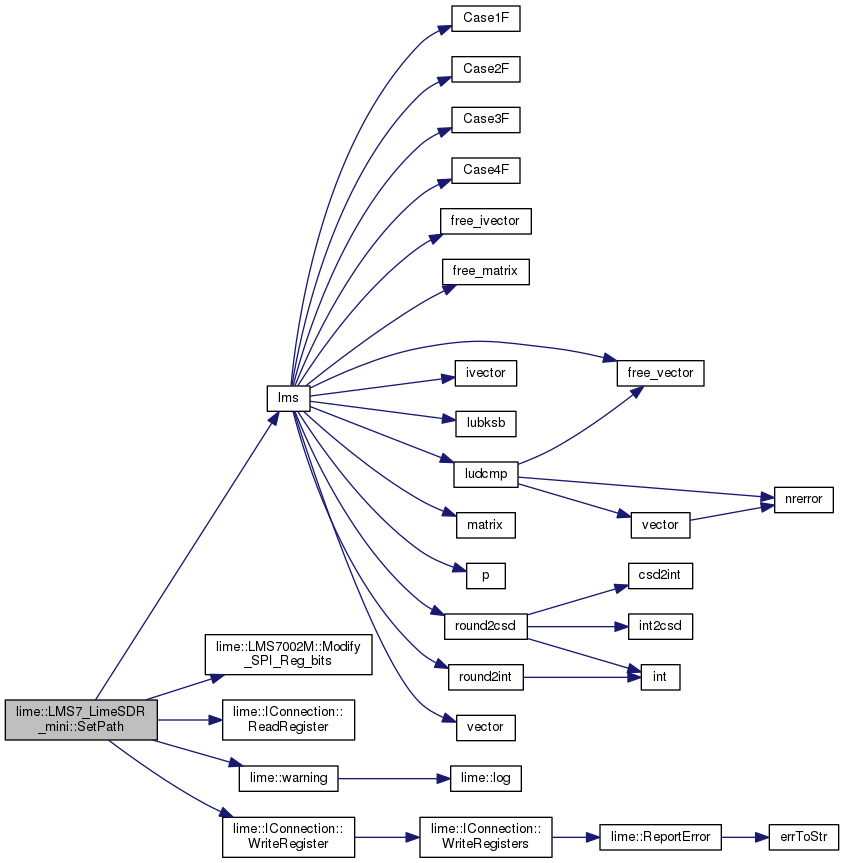 Case1F
Case2F
Case3F
Case4F
free_ivector
free_matrix
free_vector
ivector
lms
lubksb
ludcmp
nrerror
matrix
vector
p
csd2int
round2csd
int2csd
lime::LMS7002M::Modify
_SPI_Reg_bits
round2int
int
lime::LMS7_LimeSDR
_mini::SetPath
lime::IConnection::
ReadRegister
vector
lime::warning
lime::log
lime::IConnection::
WriteRegister
lime::IConnection::
WriteRegisters
lime::ReportError
errToStr